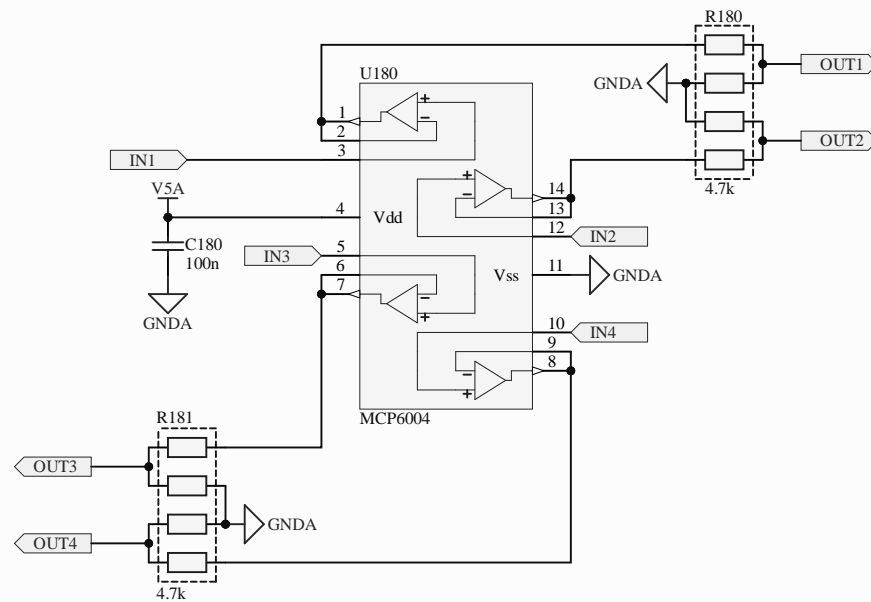 R180
OUT1
GNDA
OUT2
4.7k
U180
1
+
−
2
3
IN1
+
−
14
13
12
IN2
V5A
4
Vdd
C180
100n
GNDA
IN3
5
6
7
−
+
Vss
11
GNDA
10
IN4
9
8
−
+
MCP6004
R181
OUT3
GNDA
OUT4
4.7k